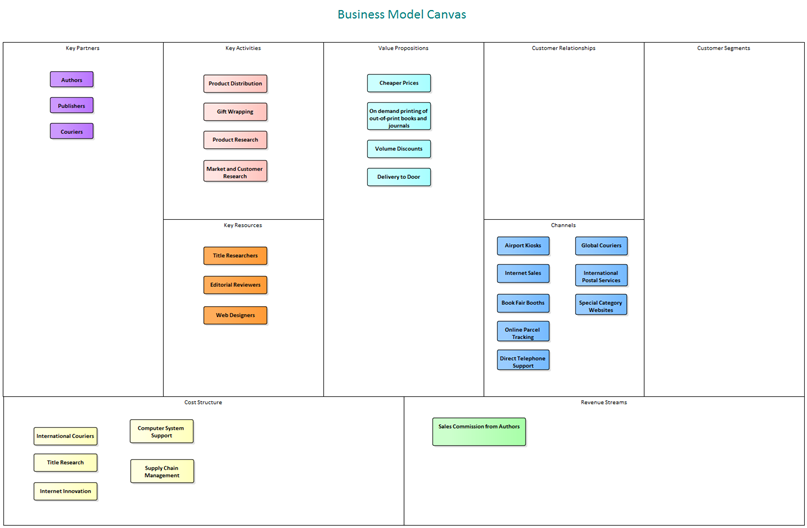 Business Model Canvas
Key Partners
Authors
Publishers
Couriers
Key Activities
Product Distribution
Gift Wrapping
Product Research
Market and Customer
Research
Key Resources
Title Researchers
Editorial Reviewers
Web Designers
Value Propositions
Cheaper Prices
On demand printing of
out-of-print books and
journals
Volume Discounts
Delivery to Door
Customer Relationships
Channels
Airport Kiosks
Internet Sales
Book Fair Booths
Online Parcel
Tracking
Direct Telephone
Support
Global Couriers
International
Postal Services
Special Category
Websites
Customer Segments
Cost Structure
International Couriers
Title Research
Internet Innovation
Computer System
Support
Supply Chain
Management
Revenue Streams
Sales Commission from Authors